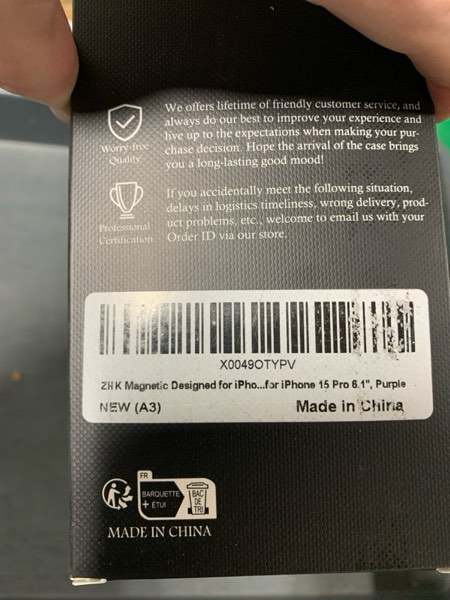 We offers lifetime of friendly customer service, and
always do our best to improve your experience and
live up to the expectations when making your pur-
chase decision. Hope the arrival of the case brings
you a long-lasting good mood!
Worry-free
Quality
If you accidentally meet the following situation,
delays in logistics timeliness, wrong delivery, prod-
uct problems, etc., welcome to email us with your
Order ID via our store.
Professional
Certification
X0049OTYPV
ZHK Magnetic Designed for iPho...for iPhone 15 Pro 6.1", Purple
NEW (A3)
Made in China
FR
BARQUETTE
+ ÉTUI
BAC
DE
TRI
MADE IN CHINA